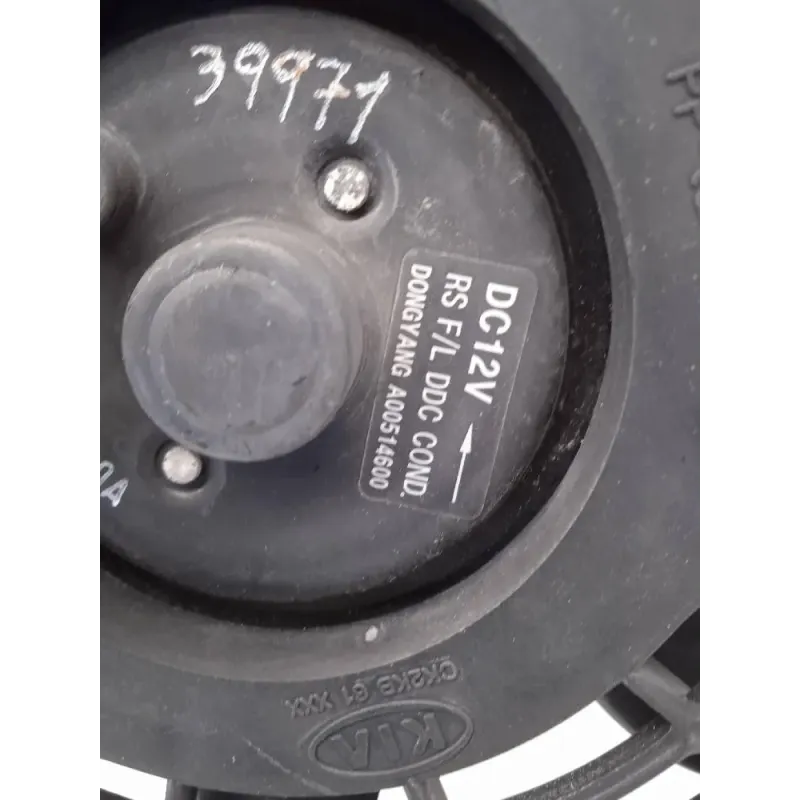 39971
DC12V ←
RS F/L DDC COND.
DONGYANG A00514600
KIA